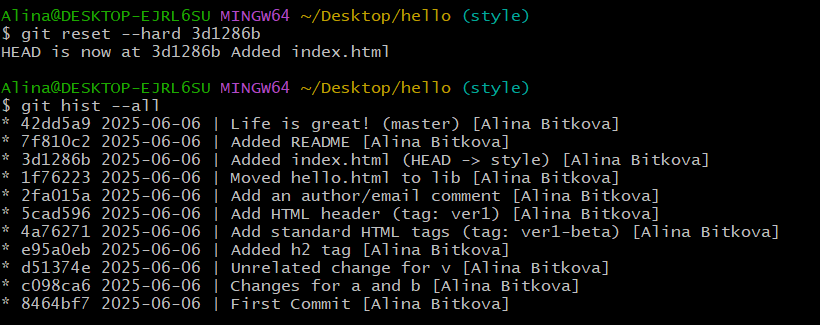 Alina@DESKTOP-EJRL6SU MINGW64 ~/Desktop/hello (style)
$ git reset --hard 3d1286b
HEAD is now at 3d1286b Added index.html
Alina@DESKTOP-EJRL6SU MINGW64 ~/Desktop/hello (style)
$ git hist --all
* 42dd5a9 2025-06-06 | Life is great! (master) [Alina Bitkova]
* 7f810c2 2025-06-06 | Added README [Alina Bitkova]
* 3d1286b 2025-06-06 | Added index.html (HEAD -> style) [Alina Bitkova]
* 1f76223 2025-06-06 | Moved hello.html to lib [Alina Bitkova]
* 2fa015a 2025-06-06 | Add an author/email comment [Alina Bitkova]
* 5cad596 2025-06-06 | Add HTML header (tag: ver1) [Alina Bitkova]
* 4a76271 2025-06-06 | Add standard HTML tags (tag: ver1-beta) [Alina Bitkova]
* e95a0eb 2025-06-06 | Added h2 tag [Alina Bitkova]
* d51374e 2025-06-06 | Unrelated change for v [Alina Bitkova]
* c098ca6 2025-06-06 | Changes for a and b [Alina Bitkova]
* 8464bf7 2025-06-06 | First Commit [Alina Bitkova]